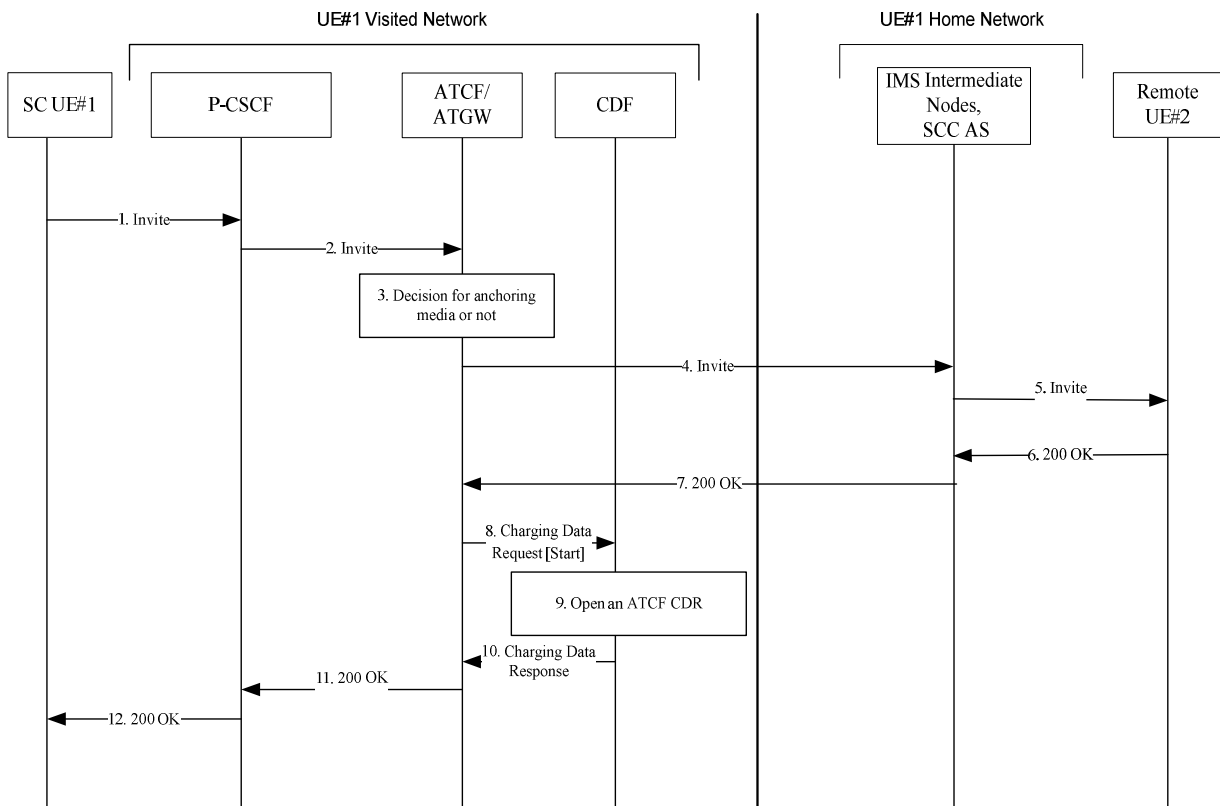 UE#1 Visited Network
UE#1 Home Network
SC UE#1
P-CSCF
ATCF/
ATGW
CDF
IMS Intermediate
Nodes,
SCC AS
Remote
UE#2
1. Invite
2. Invite
3. Decision for anchoring
media or not
4. Invite
5. Invite
6. 200 OK
7. 200 OK
8. Charging Data
Request [Start]
9. Open an ATCF CDR
10. Charging Data
Response
11. 200 OK
12. 200 OK